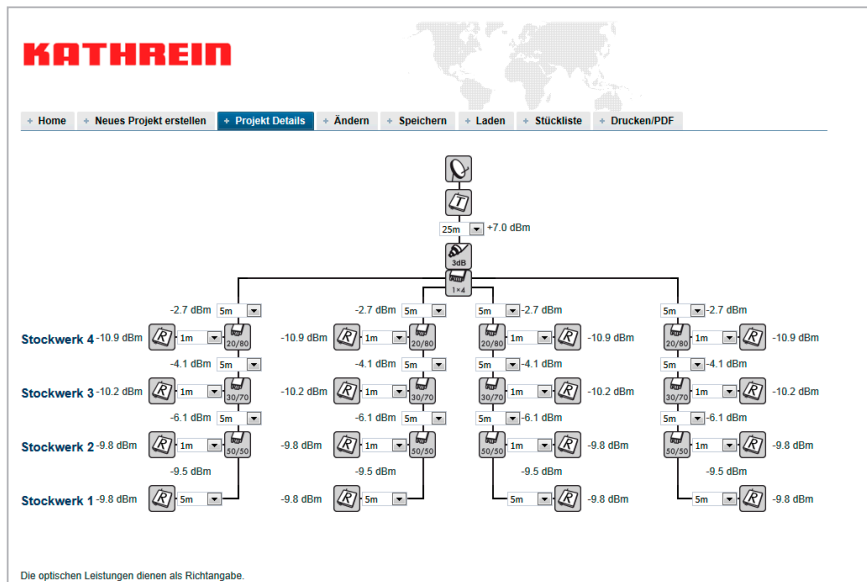 KATHREIN
+ Home + Neues Projekt erstellen + Projekt Details + Ändern + Speichern + Laden + Stückliste + Drucken/PDF
T
25m +7.0 dBm
3dB
1×4
-2.7 dBm 5m -2.7 dBm 5m 5m -2.7 dBm 5m -2.7 dBm
Stockwerk 4 -10.9 dBm R 1m 20/80 -10.9 dBm R 1m 20/80 20/80 1m R -10.9 dBm 20/80 1m R -10.9 dBm
-4.1 dBm 5m -4.1 dBm 5m 5m -4.1 dBm 5m -4.1 dBm
Stockwerk 3 -10.2 dBm R 1m 30/70 -10.2 dBm R 1m 30/70 30/70 1m R -10.2 dBm 30/70 1m R -10.2 dBm
-6.1 dBm 5m -6.1 dBm 5m 5m -6.1 dBm 5m -6.1 dBm
Stockwerk 2 -9.8 dBm R 1m 50/50 -9.8 dBm R 1m 50/50 50/50 1m R -9.8 dBm 50/50 1m R -9.8 dBm
-9.5 dBm -9.5 dBm -9.5 dBm -9.5 dBm
Stockwerk 1 -9.8 dBm R 5m -9.8 dBm R 5m 5m R -9.8 dBm 5m R -9.8 dBm
Die optischen Leistungen dienen als Richtangabe.